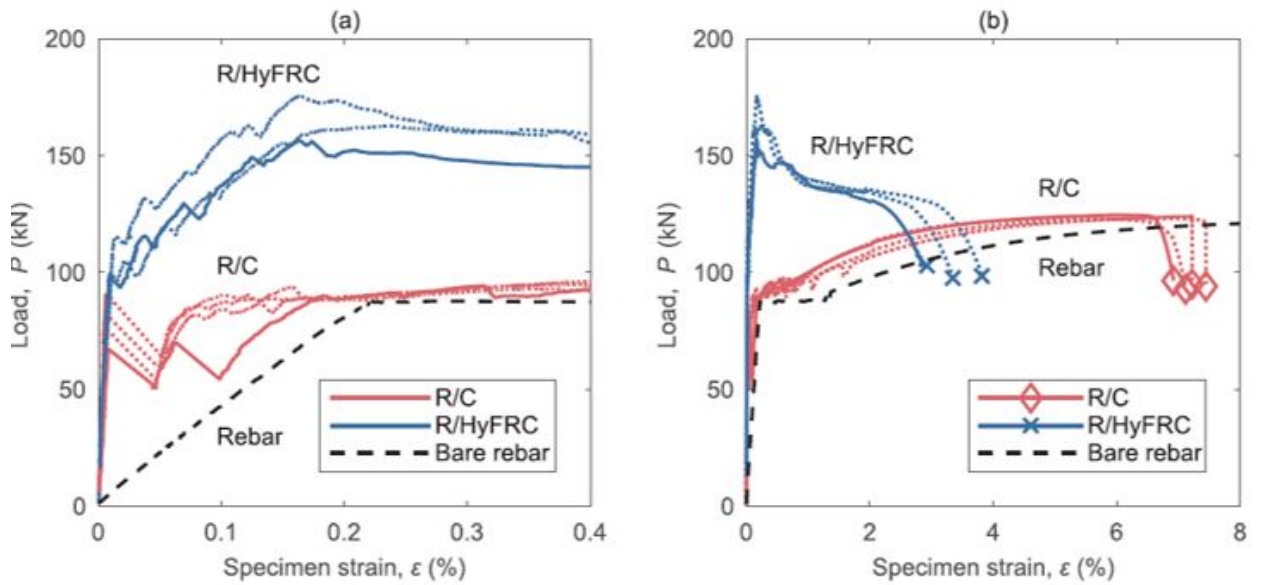 (a)
200
150
100
50
0
Load, P (kN)
R/HyFRC
R/C
Rebar
R/C
R/HyFRC
Bare rebar
0 0.1 0.2 0.3 0.4
Specimen strain, ε (%)
(b)
200
150
100
50
0
Load, P (kN)
R/HyFRC
R/C
Rebar
R/C
R/HyFRC
Bare rebar
0 2 4 6 8
Specimen strain, ε (%)